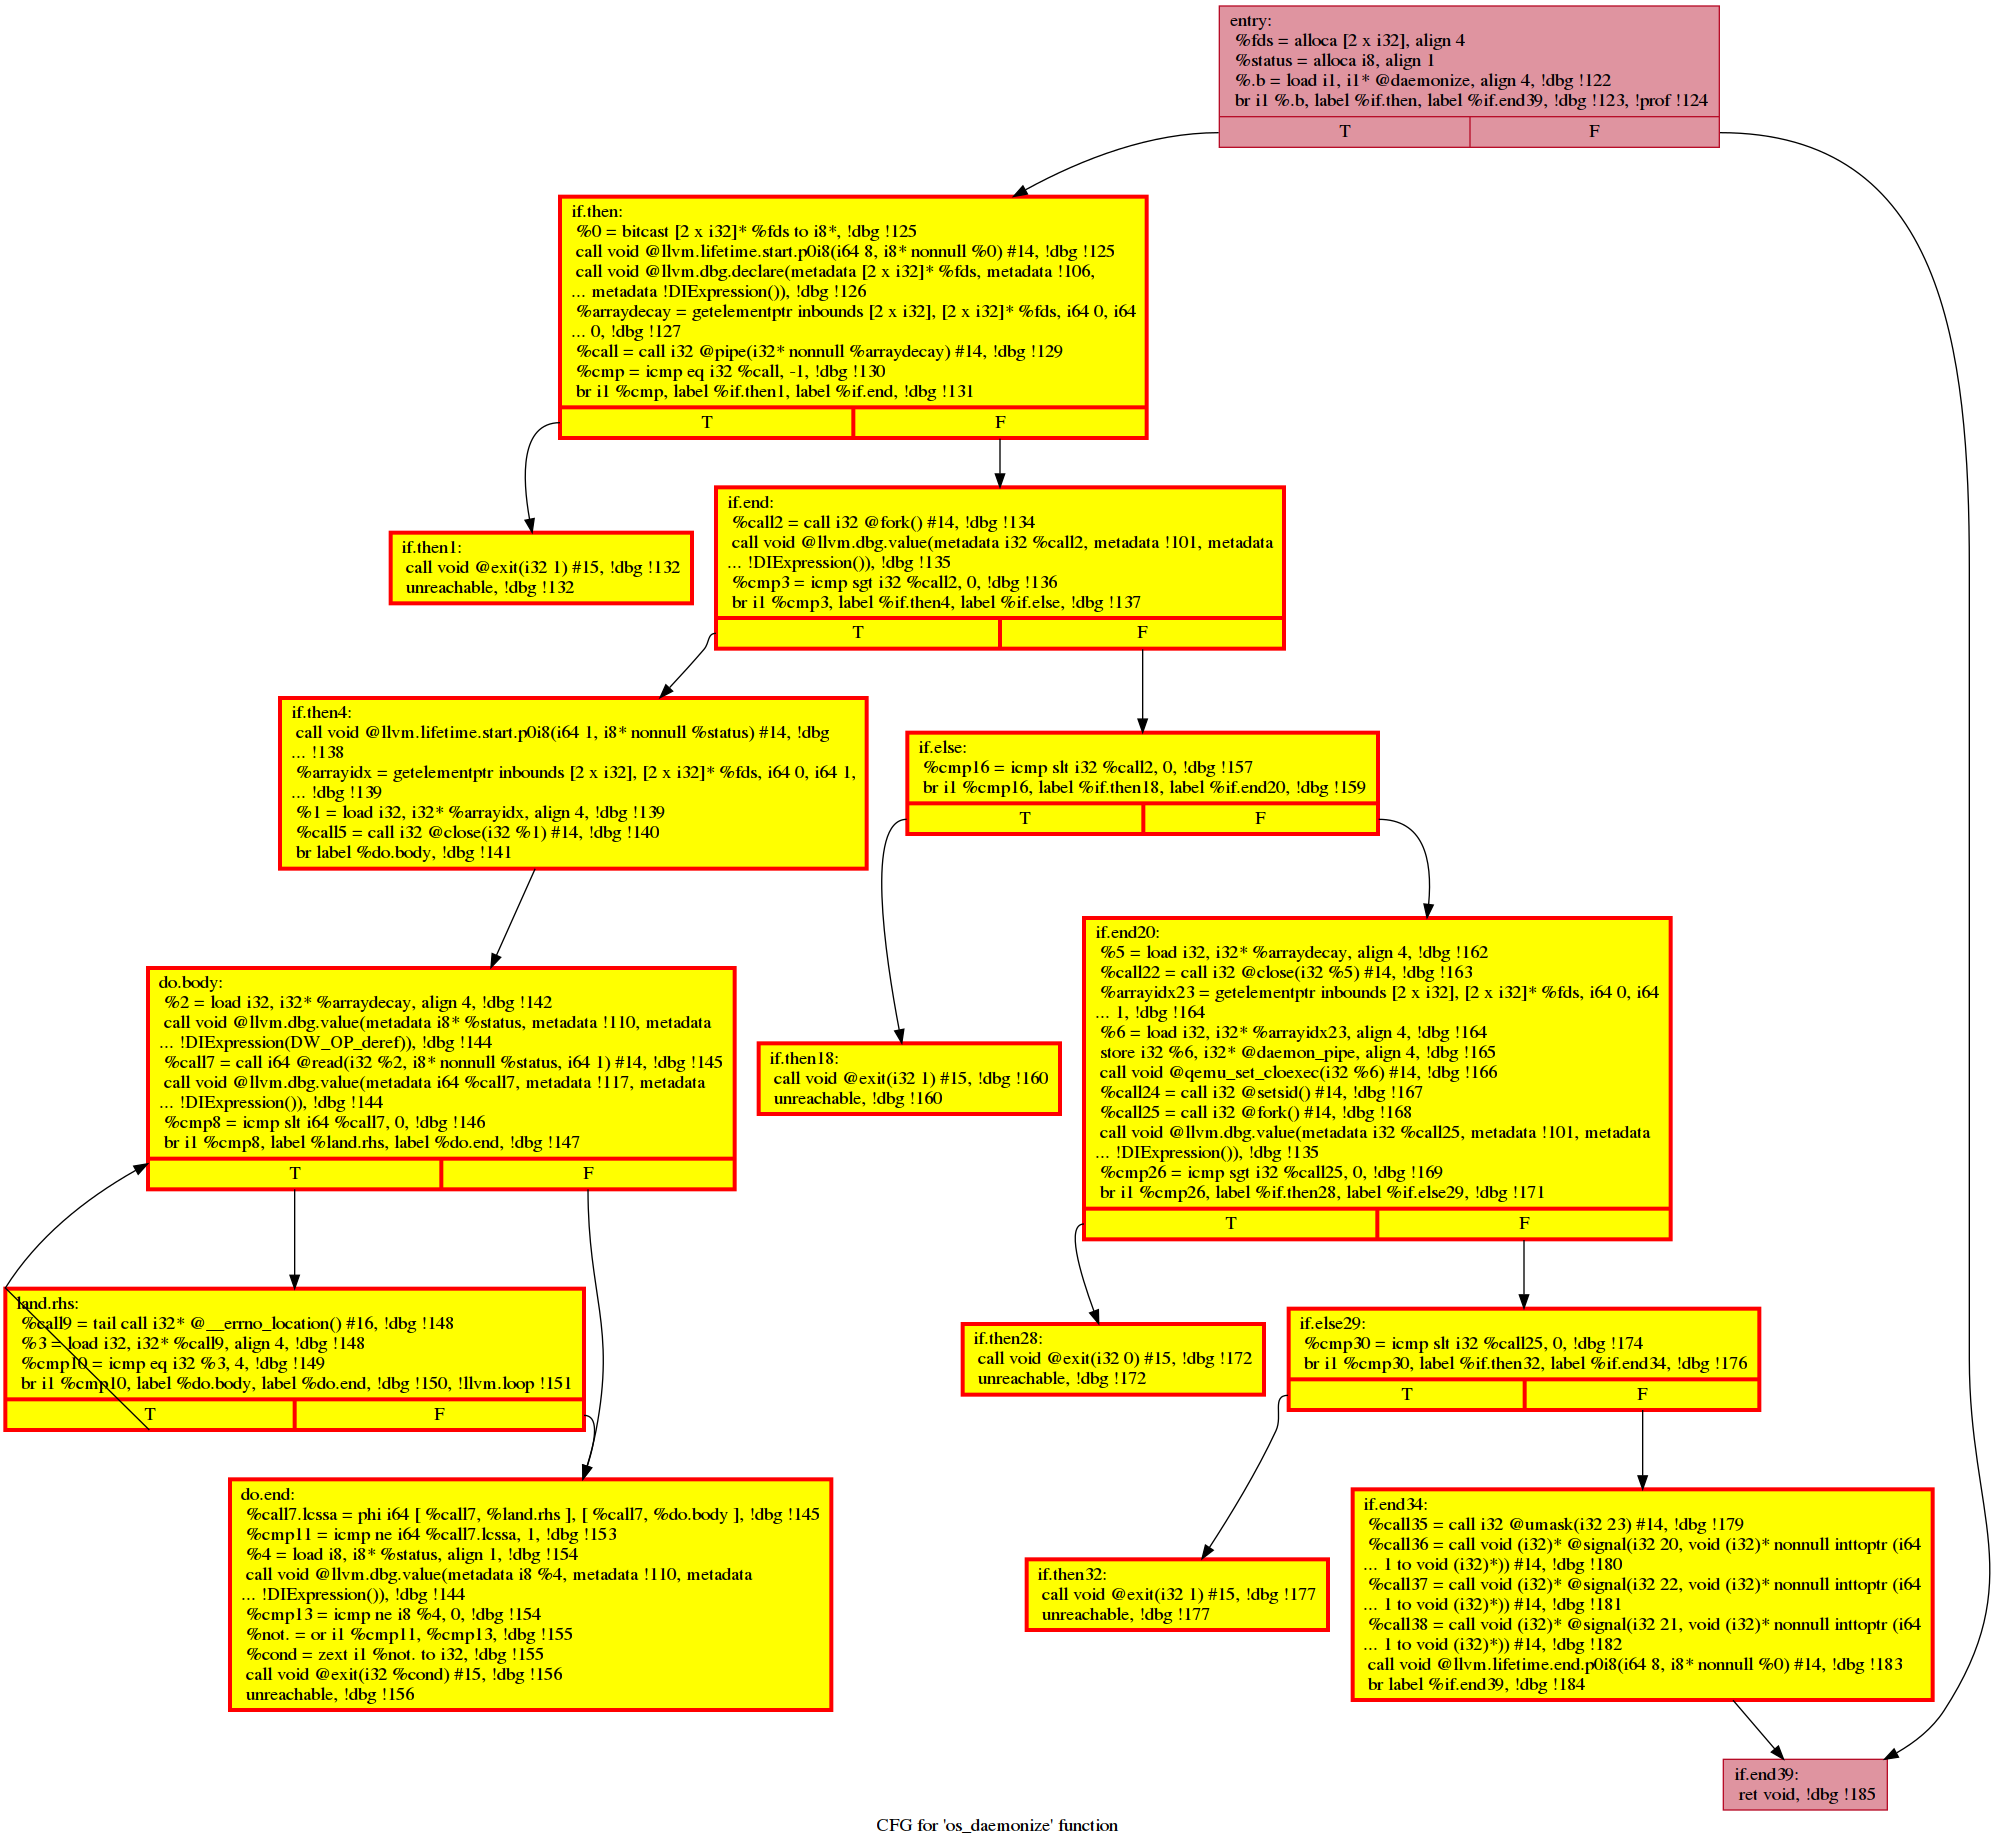 entry:
%fds = alloca [2 x i32], align 4
%status = alloca i8, align 1
%.b = load i1, i1* @daemonize, align 4, !dbg !122
br i1 %.b, label %if.then, label %if.end39, !dbg !123, !prof !124
T F
if.then:
%0 = bitcast [2 x i32]* %fds to i8*, !dbg !125
call void @llvm.lifetime.start.p0i8(i64 8, i8* nonnull %0) #14, !dbg !125
call void @llvm.dbg.declare(metadata [2 x i32]* %fds, metadata !106,
... metadata !DIExpression()), !dbg !126
%arraydecay = getelementptr inbounds [2 x i32], [2 x i32]* %fds, i64 0, i64
... 0, !dbg !127
%call = call i32 @pipe(i32* nonnull %arraydecay) #14, !dbg !129
%cmp = icmp eq i32 %call, -1, !dbg !130
br i1 %cmp, label %if.then1, label %if.end, !dbg !131
T F
if.then1:
call void @exit(i32 1) #15, !dbg !132
unreachable, !dbg !132
if.end:
%call2 = call i32 @fork() #14, !dbg !134
call void @llvm.dbg.value(metadata i32 %call2, metadata !101, metadata
... !DIExpression()), !dbg !135
%cmp3 = icmp sgt i32 %call2, 0, !dbg !136
br i1 %cmp3, label %if.then4, label %if.else, !dbg !137
T F
if.then4:
call void @llvm.lifetime.start.p0i8(i64 1, i8* nonnull %status) #14, !dbg
... !138
%arrayidx = getelementptr inbounds [2 x i32], [2 x i32]* %fds, i64 0, i64 1,
... !dbg !139
%1 = load i32, i32* %arrayidx, align 4, !dbg !139
%call5 = call i32 @close(i32 %1) #14, !dbg !140
br label %do.body, !dbg !141
if.else:
%cmp16 = icmp slt i32 %call2, 0, !dbg !157
br i1 %cmp16, label %if.then18, label %if.end20, !dbg !159
T F
do.body:
%2 = load i32, i32* %arraydecay, align 4, !dbg !142
call void @llvm.dbg.value(metadata i8* %status, metadata !110, metadata
... !DIExpression(DW_OP_deref)), !dbg !144
%call7 = call i64 @read(i32 %2, i8* nonnull %status, i64 1) #14, !dbg !145
call void @llvm.dbg.value(metadata i64 %call7, metadata !117, metadata
... !DIExpression()), !dbg !144
%cmp8 = icmp slt i64 %call7, 0, !dbg !146
br i1 %cmp8, label %land.rhs, label %do.end, !dbg !147
T F
if.then18:
call void @exit(i32 1) #15, !dbg !160
unreachable, !dbg !160
if.end20:
%5 = load i32, i32* %arraydecay, align 4, !dbg !162
%call22 = call i32 @close(i32 %5) #14, !dbg !163
%arrayidx23 = getelementptr inbounds [2 x i32], [2 x i32]* %fds, i64 0, i64
... 1, !dbg !164
%6 = load i32, i32* %arrayidx23, align 4, !dbg !164
store i32 %6, i32* @daemon_pipe, align 4, !dbg !165
call void @qemu_set_cloexec(i32 %6) #14, !dbg !166
%call24 = call i32 @setsid() #14, !dbg !167
%call25 = call i32 @fork() #14, !dbg !168
call void @llvm.dbg.value(metadata i32 %call25, metadata !101, metadata
... !DIExpression()), !dbg !135
%cmp26 = icmp sgt i32 %call25, 0, !dbg !169
br i1 %cmp26, label %if.then28, label %if.else29, !dbg !171
T F
land.rhs:
%call9 = tail call i32* @__errno_location() #16, !dbg !148
%3 = load i32, i32* %call9, align 4, !dbg !148
%cmp10 = icmp eq i32 %3, 4, !dbg !149
br i1 %cmp10, label %do.body, label %do.end, !dbg !150, !llvm.loop !151
T F
if.then28:
call void @exit(i32 0) #15, !dbg !172
unreachable, !dbg !172
if.else29:
%cmp30 = icmp slt i32 %call25, 0, !dbg !174
br i1 %cmp30, label %if.then32, label %if.end34, !dbg !176
T F
do.end:
%call7.lcssa = phi i64 [ %call7, %land.rhs ], [ %call7, %do.body ], !dbg !145
%cmp11 = icmp ne i64 %call7.lcssa, 1, !dbg !153
%4 = load i8, i8* %status, align 1, !dbg !154
call void @llvm.dbg.value(metadata i8 %4, metadata !110, metadata
... !DIExpression()), !dbg !144
%cmp13 = icmp ne i8 %4, 0, !dbg !154
%not. = or i1 %cmp11, %cmp13, !dbg !155
%cond = zext i1 %not. to i32, !dbg !155
call void @exit(i32 %cond) #15, !dbg !156
unreachable, !dbg !156
if.then32:
call void @exit(i32 1) #15, !dbg !177
unreachable, !dbg !177
if.end34:
%call35 = call i32 @umask(i32 23) #14, !dbg !179
%call36 = call void (i32)* @signal(i32 20, void (i32)* nonnull inttoptr (i64
... 1 to void (i32)*)) #14, !dbg !180
%call37 = call void (i32)* @signal(i32 22, void (i32)* nonnull inttoptr (i64
... 1 to void (i32)*)) #14, !dbg !181
%call38 = call void (i32)* @signal(i32 21, void (i32)* nonnull inttoptr (i64
... 1 to void (i32)*)) #14, !dbg !182
call void @llvm.lifetime.end.p0i8(i64 8, i8* nonnull %0) #14, !dbg !183
br label %if.end39, !dbg !184
if.end39:
ret void, !dbg !185
CFG for 'os_daemonize' function